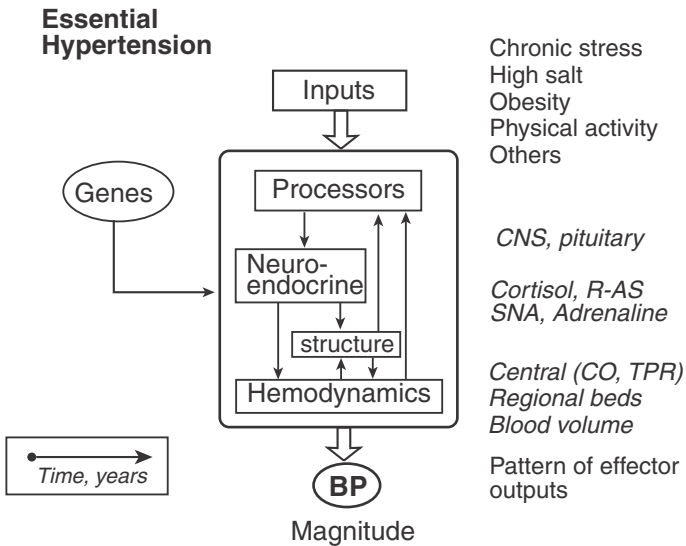 Essential
Hypertension
Inputs
Chronic stress
High salt
Obesity
Physical activity
Others
Genes
Processors
CNS, pituitary
Neuro-
endocrine
Cortisol, R-AS
SNA, Adrenaline
structure
Hemodynamics
Central (CO, TPR)
Regional beds
Blood volume
Time, years
BP
Pattern of effector
outputs
Magnitude